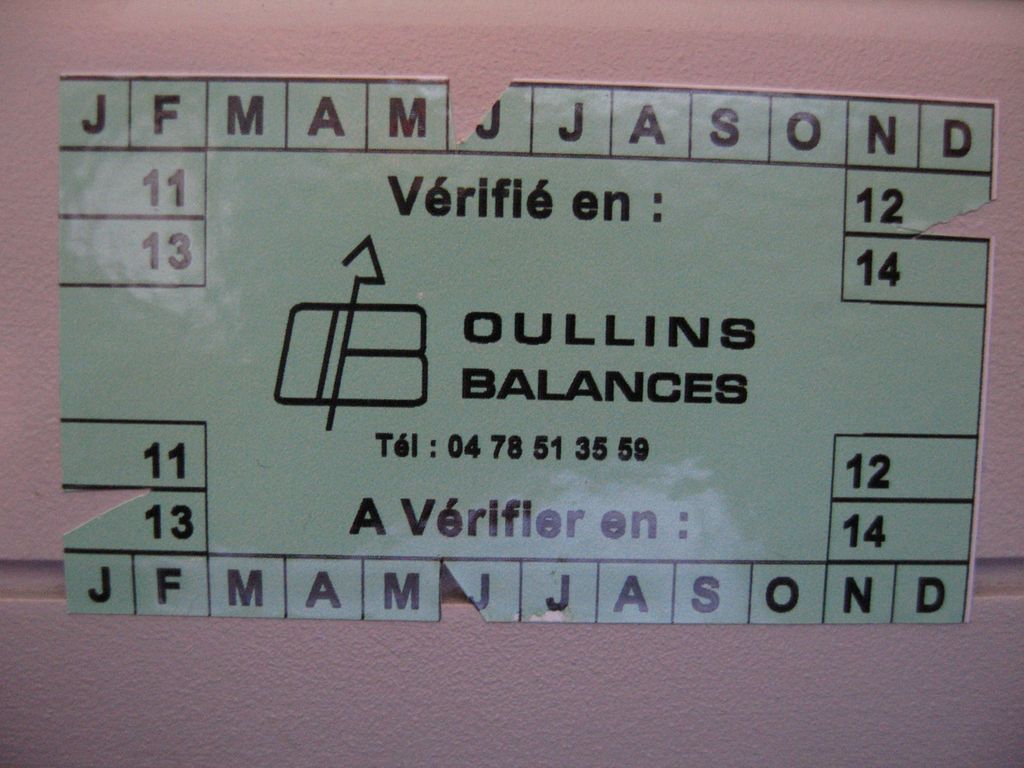 J F M A M J J A S O N D
11 Vérifié en : 12
13 14
OULLINS
BALANCES
Tél : 04 78 51 35 59
11 12
13 A Vérifier en : 14
J F M A M J J A S O N D